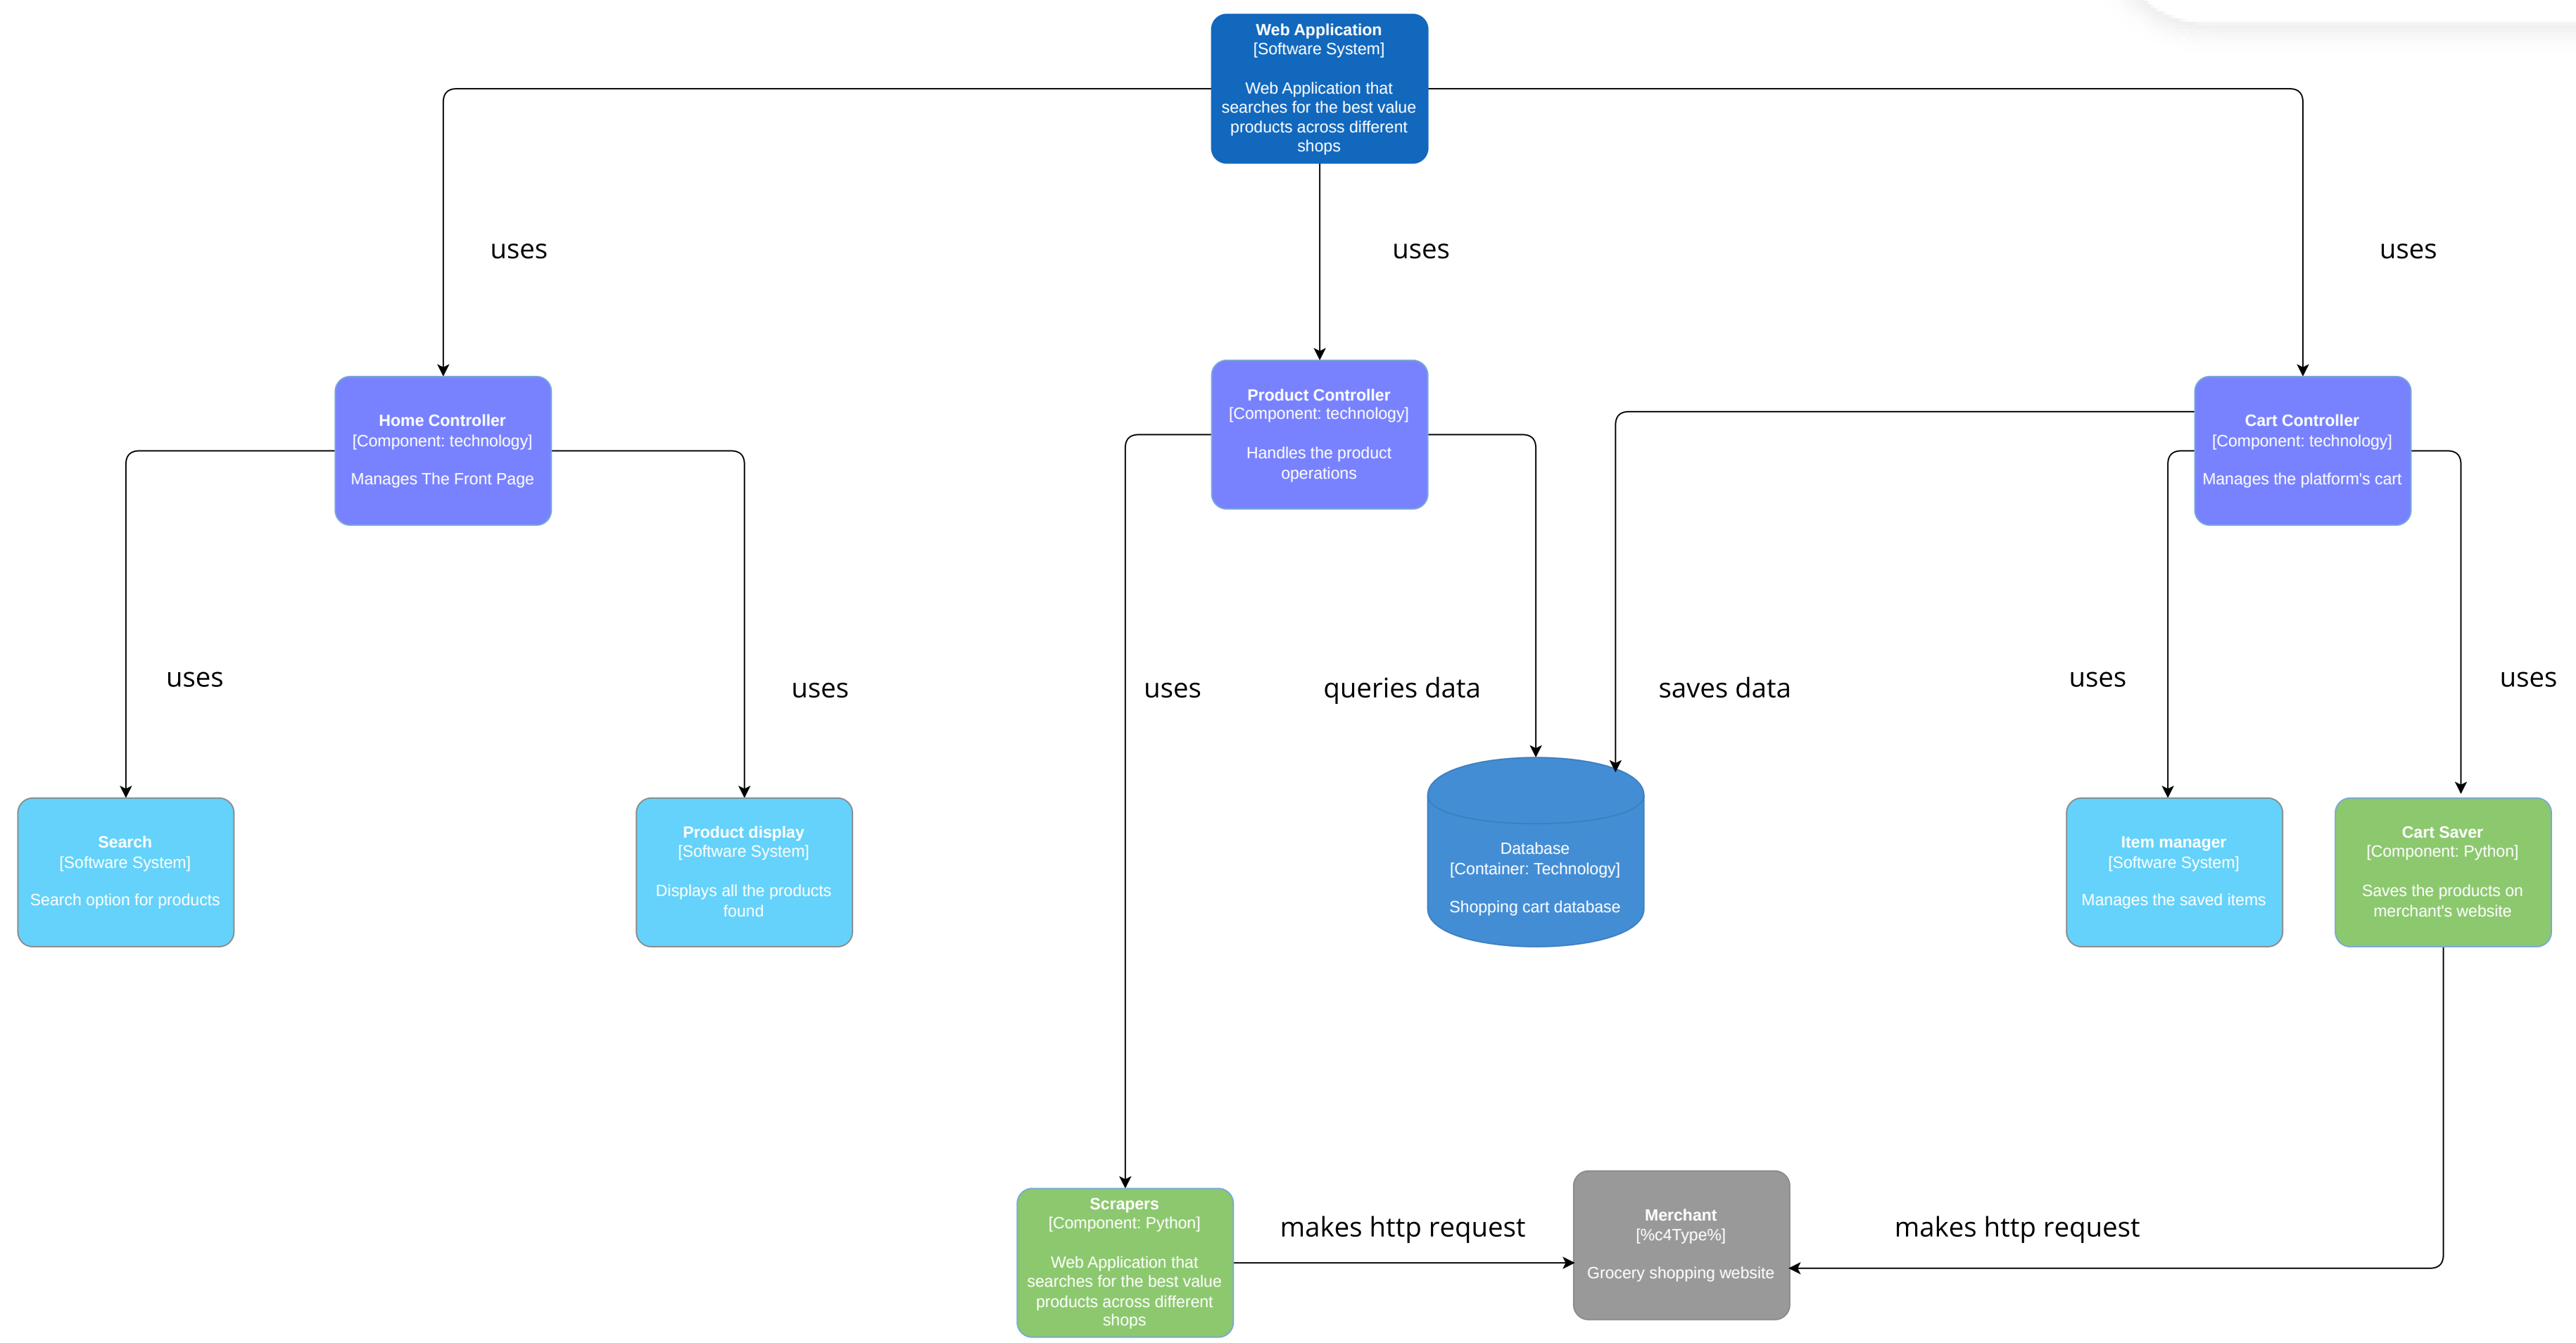 Web Application
[Software System]
Web Application that
searches for the best value
products across different
shops
uses
uses
uses
Home Controller
[Component: technology]
Manages The Front Page
Product Controller
[Component: technology]
Handles the product
operations
Cart Controller
[Component: technology]
Manages the platform's cart
uses
uses
uses
queries data
saves data
uses
uses
Search
[Software System]
Search option for products
Product display
[Software System]
Displays all the products
found
Database
[Container: Technology]
Shopping cart database
Item manager
[Software System]
Manages the saved items
Cart Saver
[Component: Python]
Saves the products on
merchant's website
Scrapers
[Component: Python]
Web Application that
searches for the best value
products across different
shops
makes http request
Merchant
[%c4Type%]
Grocery shopping website
makes http request